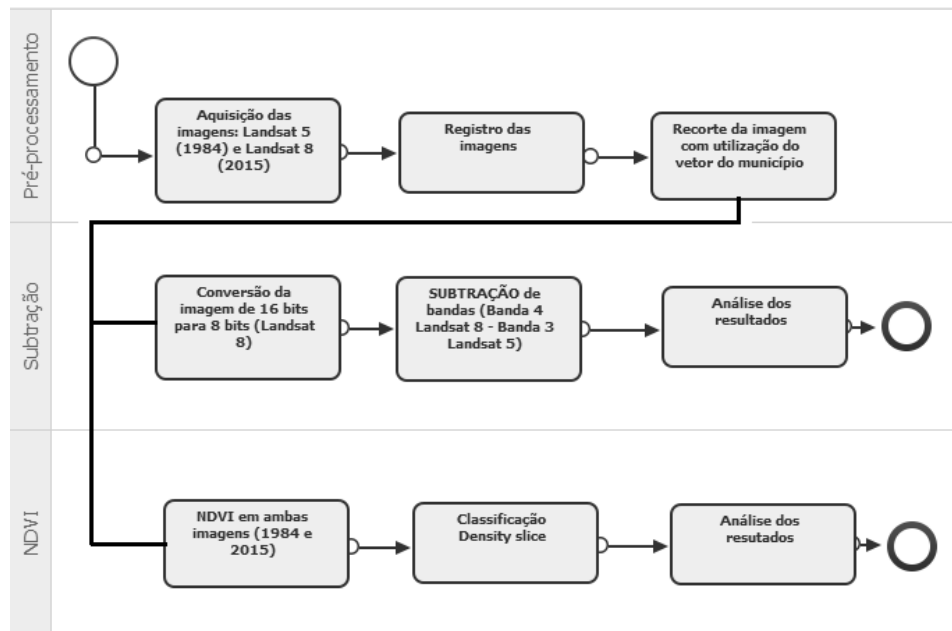 Pré-processamento
Aquisição das
imagens: Landsat 5
(1984) e Landsat 8
(2015)
Registro das
imagens
Recorte da imagem
com utilização do
vetor do município
Subtração
Conversão da
imagem de 16 bits
para 8 bits (Landsat
8)
SUBTRAÇÃO de
bandas (Banda 4
Landsat 8 - Banda 3
Landsat 5)
Análise dos
resultados
NDVI
NDVI em ambas
imagens (1984 e
2015)
Classificação
Density slice
Análise dos
resutados